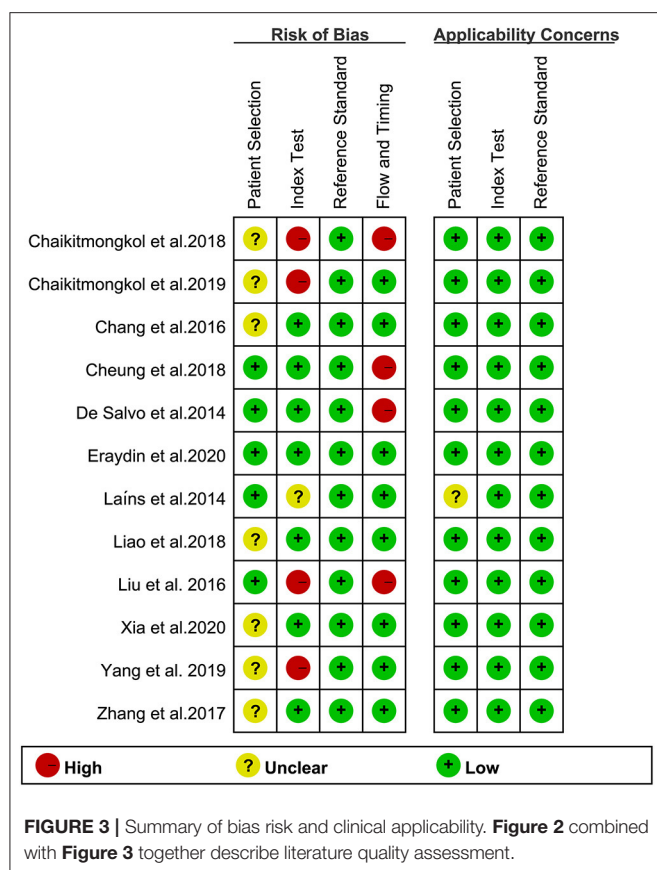 Risk of Bias
Applicability Concerns
Patient Selection
Index Test
Reference Standard
Flow and Timing
Patient Selection
Index Test
Reference Standard
Chaikitmongkol et al.2018 ? – + – + + +
Chaikitmongkol et al.2019 ? – + + + + +
Chang et al.2016 ? + + + + + +
Cheung et al.2018 + + + – + + +
De Salvo et al.2014 + + + – + + +
Eraydin et al.2020 + + + + + + +
Laíns et al.2014 + ? + + ? + +
Liao et al.2018 ? + + + + + +
Liu et al. 2016 + – + – + + +
Xia et al.2020 ? + + + + + +
Yang et al. 2019 ? – + + + + +
Zhang et al.2017 ? + + + + + +
– High ? Unclear + Low
FIGURE 3 | Summary of bias risk and clinical applicability. Figure 2 combined
with Figure 3 together describe literature quality assessment.